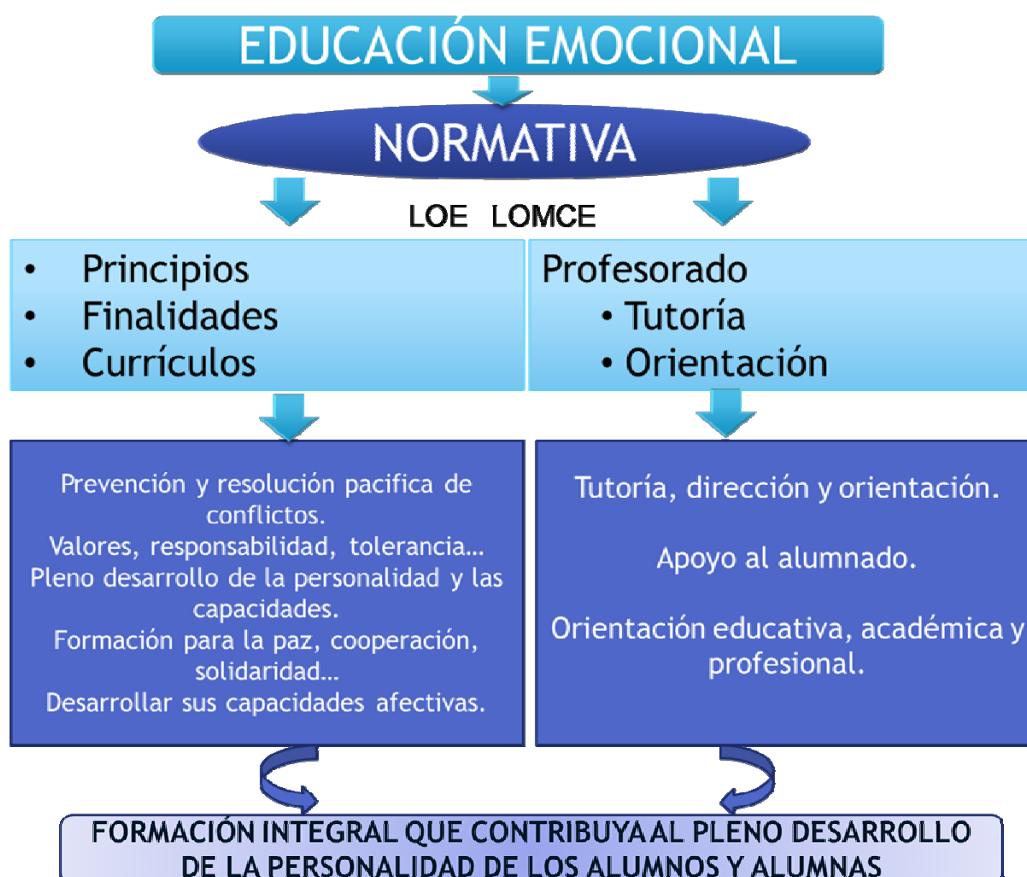 EDUCACIÓN EMOCIONAL
NORMATIVA
LOE LOMCE
• Principios
• Finalidades
• Currículos
Profesorado
• Tutoría
• Orientación
Prevención y resolución pacifica de
conflictos.
Valores, responsabilidad, tolerancia…
Pleno desarrollo de la personalidad y las
capacidades.
Formación para la paz, cooperación,
solidaridad…
Desarrollar sus capacidades afectivas.
Tutoría, dirección y orientación.
Apoyo al alumnado.
Orientación educativa, académica y
profesional.
FORMACIÓN INTEGRAL QUE CONTRIBUYA AL PLENO DESARROLLO
DE LA PERSONALIDAD DE LOS ALUMNOS Y ALUMNAS